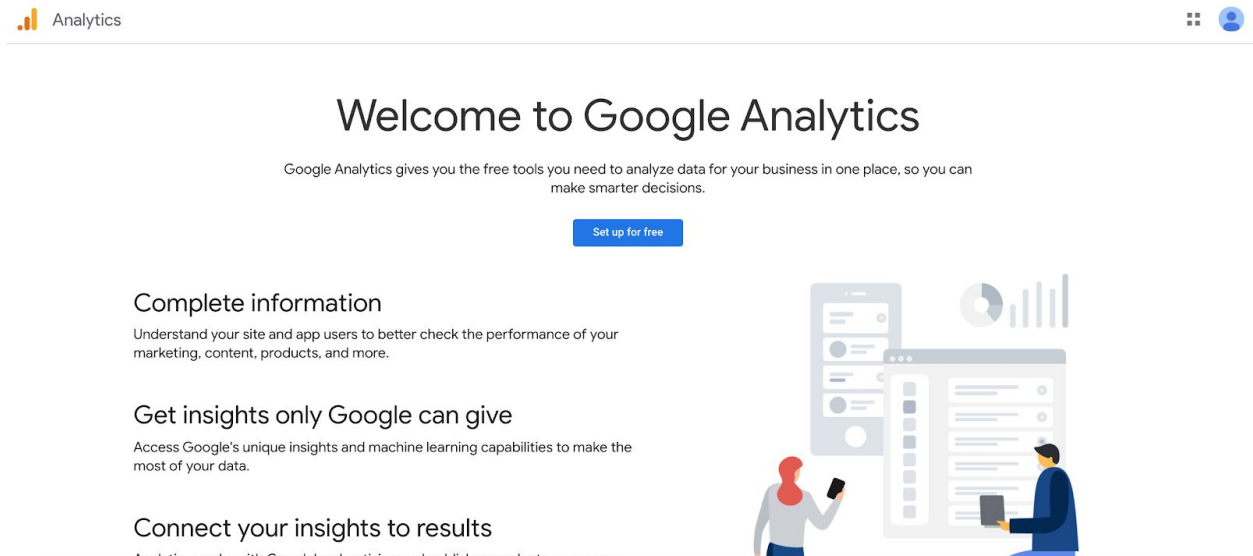 Analytics
Welcome to Google Analytics
Google Analytics gives you the free tools you need to analyze data for your business in one place, so you can
make smarter decisions.
Set up for free
Complete information
Understand your site and app users to better check the performance of your
marketing, content, products, and more.
Get insights only Google can give
Access Google's unique insights and machine learning capabilities to make the
most of your data.
Connect your insights to results